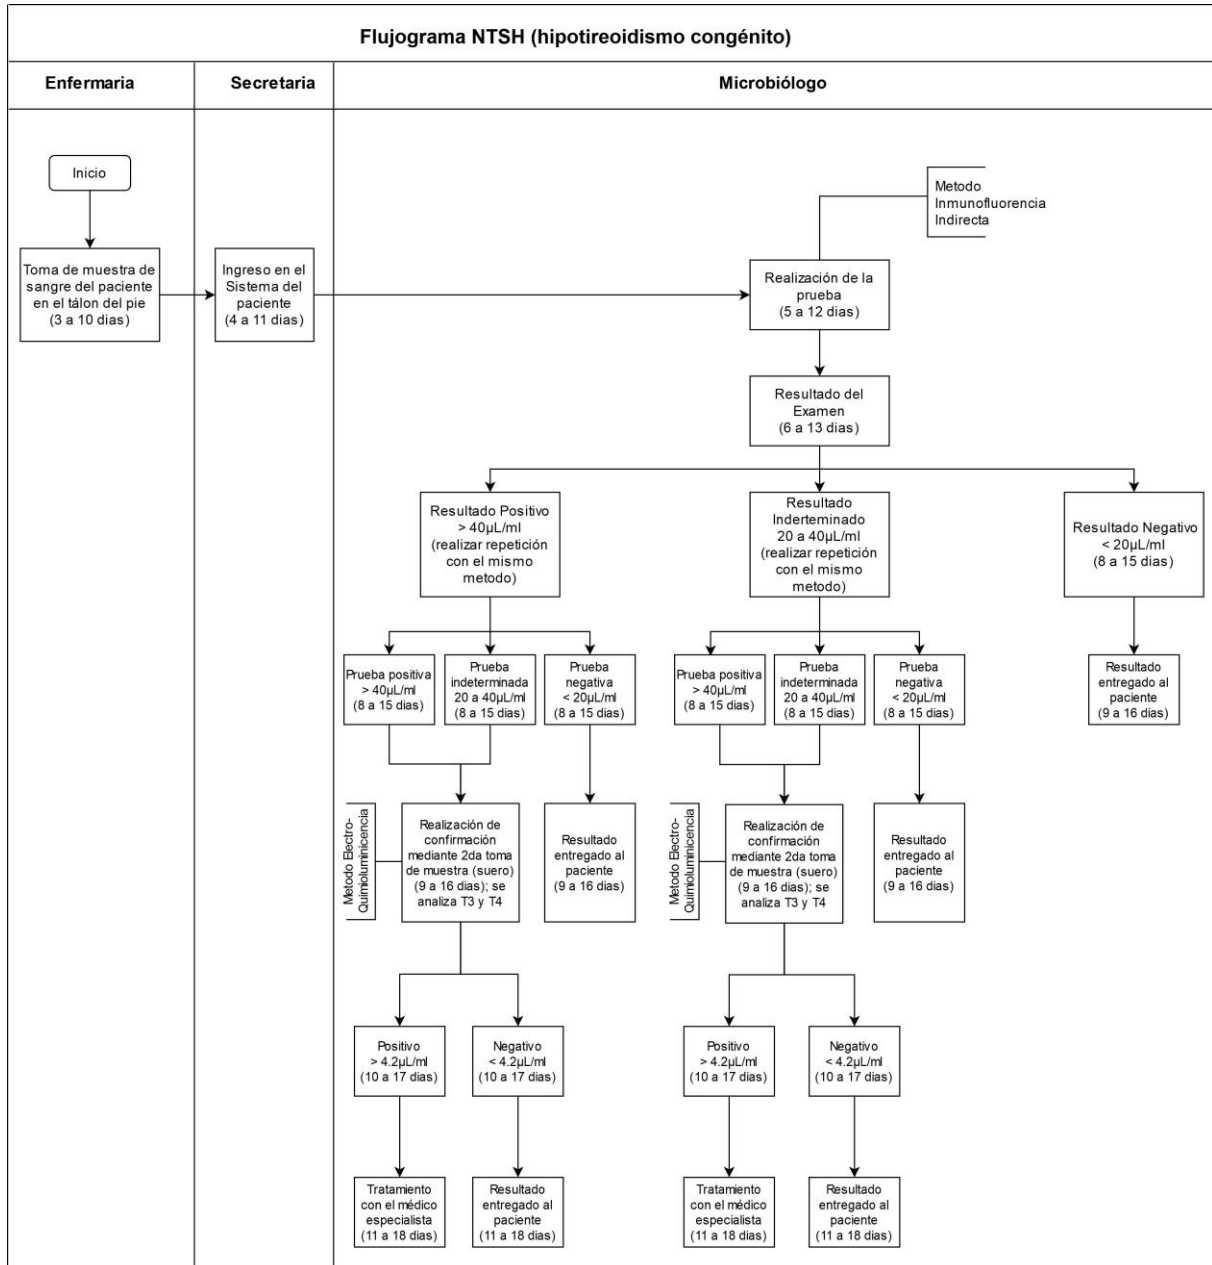 Flujograma NTSH (hipotireoidismo congénito)
Enfermaria
Secretaria
Microbiólogo
Inicio
Metodo
Inmunofluorencia
Indirecta
Toma de muestra de
sangre del paciente
en el tálon del pie
(3 a 10 dias)
Ingreso en el
Sistema del
paciente
(4 a 11 dias)
Realización de la
prueba
(5 a 12 dias)
Resultado del
Examen
(6 a 13 dias)
Resultado Positivo
> 40µL/ml
(realizar repetición
con el mismo
metodo)
Resultado
Inderteminado
20 a 40µL/ml
(realizar repetición
con el mismo
metodo)
Resultado Negativo
< 20µL/ml
(8 a 15 dias)
Prueba positiva
> 40µL/ml
(8 a 15 dias)
Prueba
indeterminada
20 a 40µL/ml
(8 a 15 dias)
Prueba
negativa
< 20µL/ml
(8 a 15 dias)
Prueba positiva
> 40µL/ml
(8 a 15 dias)
Prueba
indeterminada
20 a 40µL/ml
(8 a 15 dias)
Prueba
negativa
< 20µL/ml
(8 a 15 dias)
Resultado
entregado al
paciente
(9 a 16 dias)
Metodo Electro-
Quimioluminicencia
Realización de
confirmación
mediante 2da toma
de muestra (suero)
(9 a 16 dias); se
analiza T3 y T4
Resultado
entregado al
paciente
(9 a 16 dias)
Metodo Electro-
Quimioluminicencia
Realización de
confirmación
mediante 2da toma
de muestra (suero)
(9 a 16 dias); se
analiza T3 y T4
Resultado
entregado al
paciente
(9 a 16 dias)
Positivo
> 4.2µL/ml
(10 a 17 dias)
Negativo
< 4.2µL/ml
(10 a 17 dias)
Positivo
> 4.2µL/ml
(10 a 17 dias)
Negativo
< 4.2µL/ml
(10 a 17 dias)
Tratamiento
con el médico
especialista
(11 a 18 dias)
Resultado
entregado al
paciente
(11 a 18 dias)
Tratamiento
con el médico
especialista
(11 a 18 dias)
Resultado
entregado al
paciente
(11 a 18 dias)